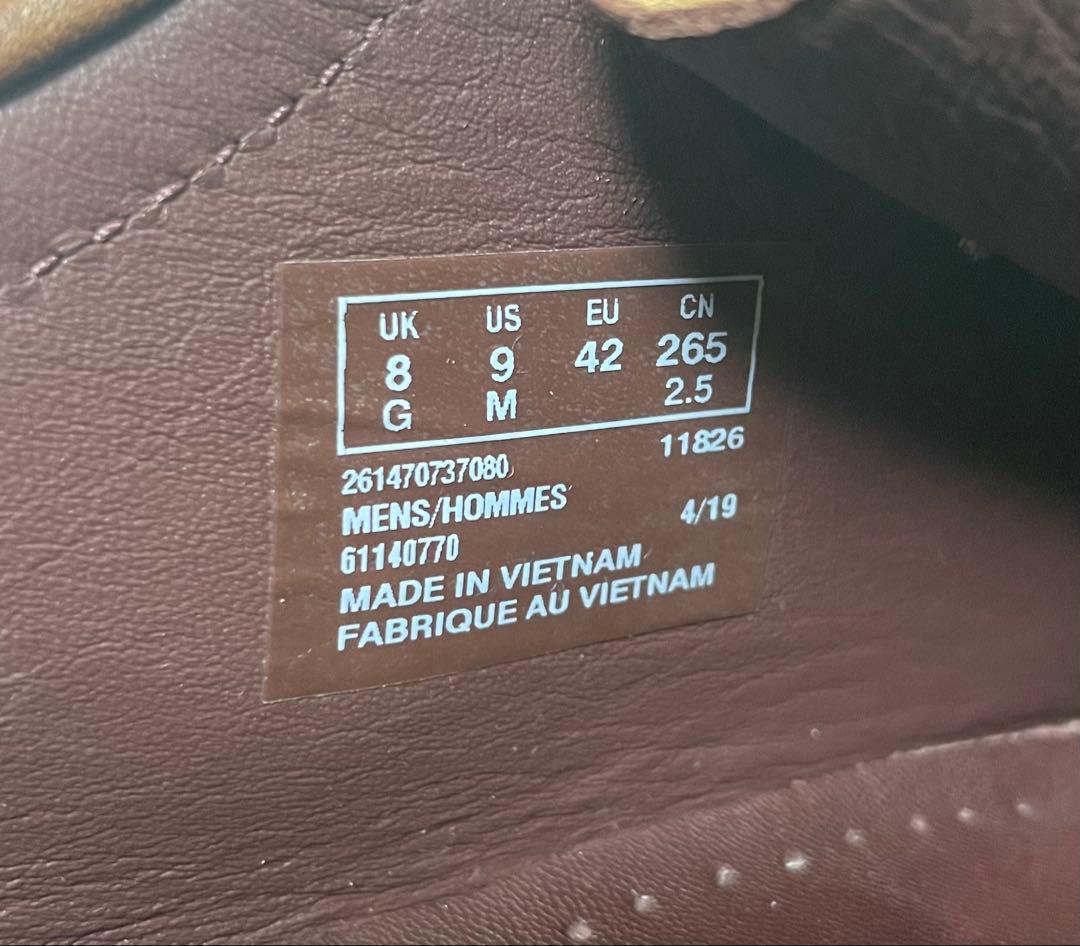 UK US EU CN
8 9 42 265
G M 2.5
261470737080 11826
MENS/HOMMES 4/19
61140770
MADE IN VIETNAM
FABRIQUE AU VIETNAM